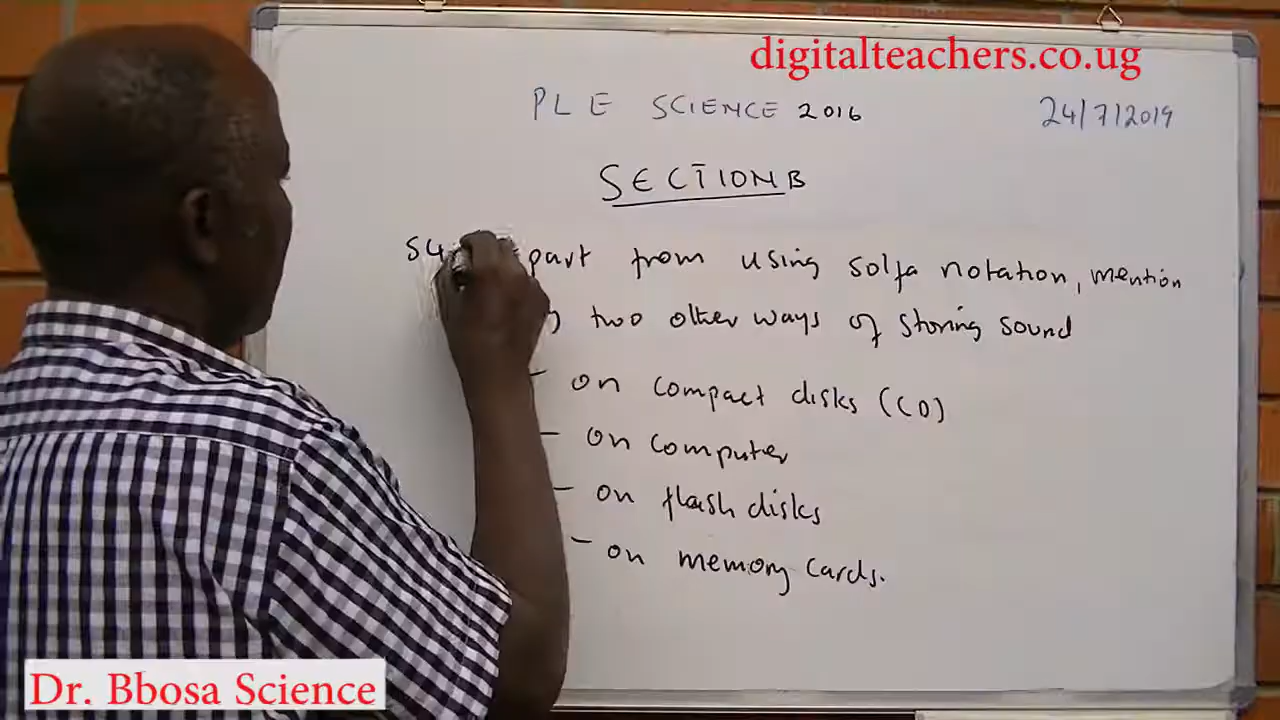 digitalteachers.co.ug
PLE SCIENCE 2016 24/7/2019
SECTION B
54 part from using solfa notation, mention
two other ways of storing sound
- on compact disks (CD)
- on computer
- on flash disks
- on memory cards.
Dr. Bbosa Science